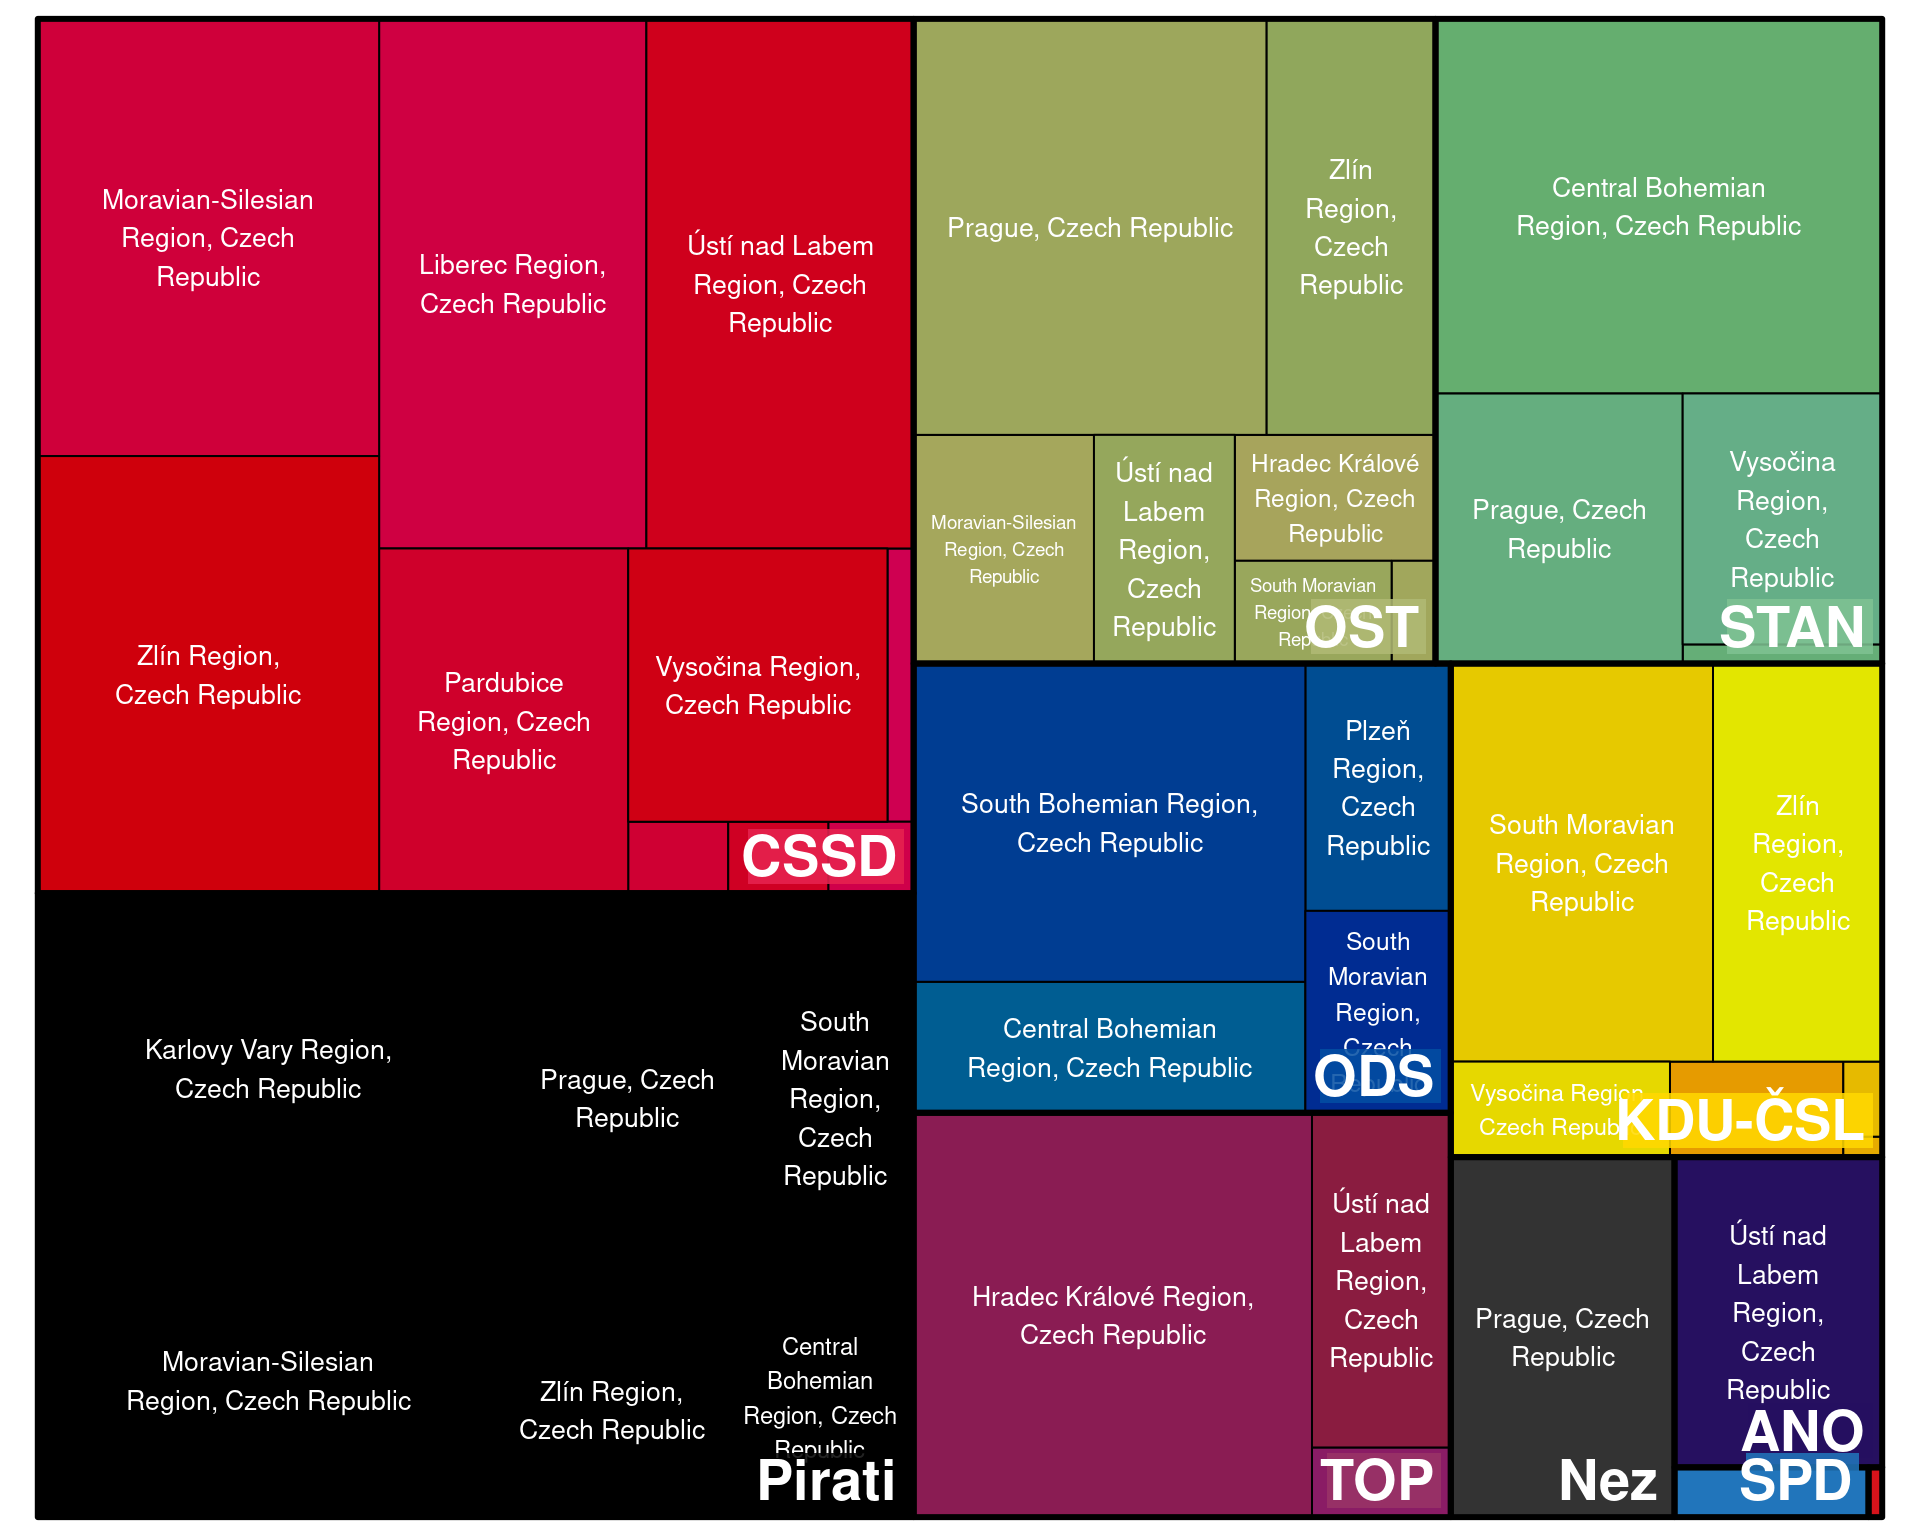 Moravian-Silesian
Region, Czech
Republic
Liberec Region,
Czech Republic
Ústí nad Labem
Region, Czech
Republic
Zlín Region,
Czech Republic
Pardubice
Region, Czech
Republic
Vysočina Region,
Czech Republic
CSSD
Karlovy Vary Region,
Czech Republic
Prague, Czech
Republic
South
Moravian
Region,
Czech
Republic
Moravian-Silesian
Region, Czech Republic
Zlín Region,
Czech Republic
Central
Bohemian
Region, Czech
Republic
Pirati
Prague, Czech Republic
Zlín
Region,
Czech
Republic
Moravian-Silesian
Region, Czech
Republic
Ústí nad
Labem
Region,
Czech
Republic
Hradec Králové
Region, Czech
Republic
South Moravian
Region
OST
Central Bohemian
Region, Czech Republic
Prague, Czech
Republic
Vysočina
Region,
Czech
Republic
STAN
South Bohemian Region,
Czech Republic
Plzeň
Region,
Czech
Republic
Central Bohemian
Region, Czech Republic
South
Moravian
Region,
Czech
ODS
South Moravian
Region, Czech
Republic
Zlín
Region,
Czech
Republic
Vysočina Region
Czech
KDU-ČSL
Hradec Králové Region,
Czech Republic
Ústí nad
Labem
Region,
Czech
Republic
TOP
Prague, Czech
Republic
Nez
Ústí nad
Labem
Region,
Czech
Republic
ANO
SPD